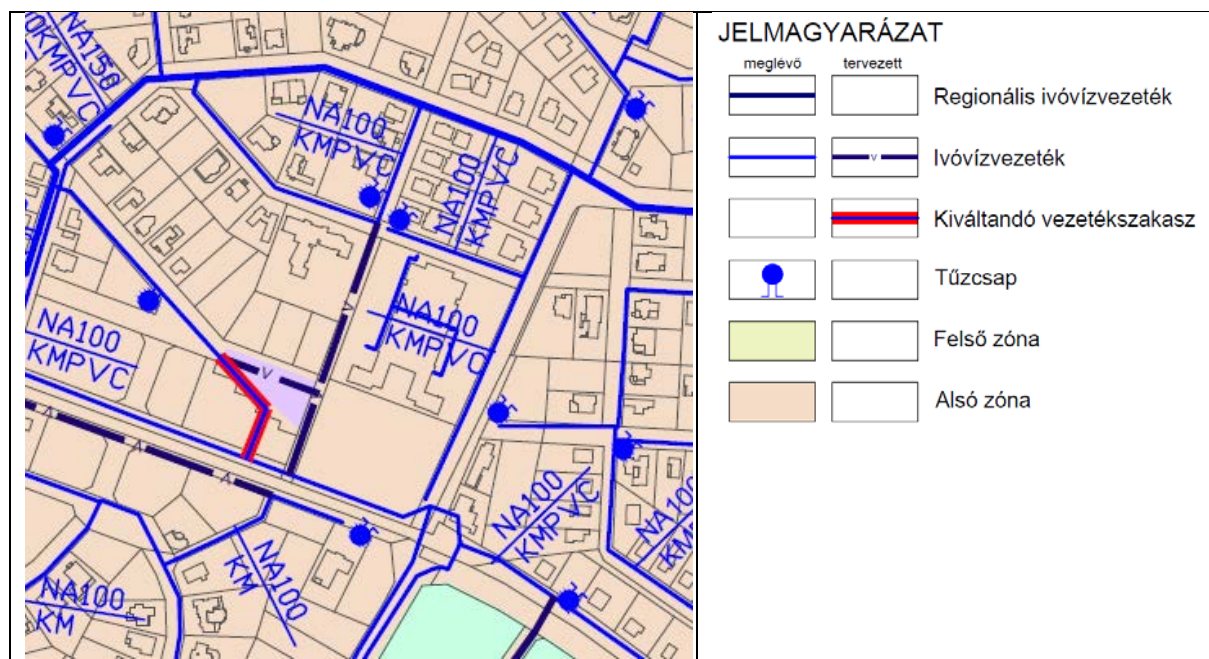 NA150
KMPVC
NA100
KMPVC
NA100
KMPVC
NA100
KMPVC
NA100
KMPVC
NA100
KMPVC
NA100
KMPVC
NA100
KM
NA100
KM
V
V
V
V
V
V
V
JELMAGYARÁZAT
meglévő tervezett
Regionális ivóvízvezeték
V
Ivóvízvezeték
Kiváltandó vezetékszakasz
Tűzcsap
Felső zóna
Alsó zóna